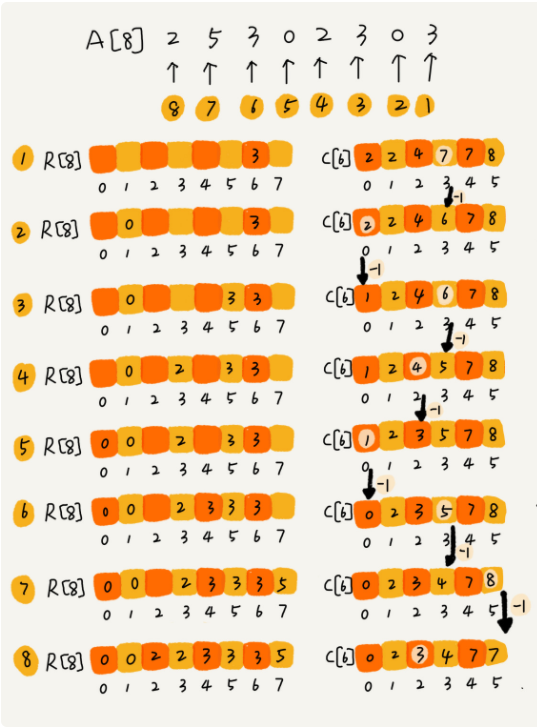 A[8] 2 5 3 0 2 3 0 3
8 7 6 5 4 3 2 1
1 R[8] 3 C[6] 2 2 4 7 7 8
0 1 2 3 4 5 6 7 0 1 2 3 4 5
-1
2 R[8] 0 3 C[6] 2 2 4 6 7 8
0 1 2 3 4 5 6 7 0 1 2 3 4 5
-1
3 R[8] 0 3 3 C[6] 1 2 4 6 7 8
0 1 2 3 4 5 6 7 0 1 2 3 4 5
-1
4 R[8] 0 2 3 3 C[6] 1 2 4 5 7 8
0 1 2 3 4 5 6 7 0 1 2 3 4 5
-1
5 R[8] 0 0 2 3 3 C[6] 1 2 3 5 7 8
0 1 2 3 4 5 6 7 0 1 2 3 4 5
-1
6 R[8] 0 0 2 3 3 3 C[6] 0 2 3 5 7 8
0 1 2 3 4 5 6 7 0 1 2 3 4 5
-1
7 R[8] 0 0 2 3 3 3 5 C[6] 0 2 3 4 7 8
0 1 2 3 4 5 6 7 0 1 2 3 4 5
-1
8 R[8] 0 0 2 2 3 3 3 5 C[6] 0 2 3 4 7 7
0 1 2 3 4 5 6 7 0 1 2 3 4 5